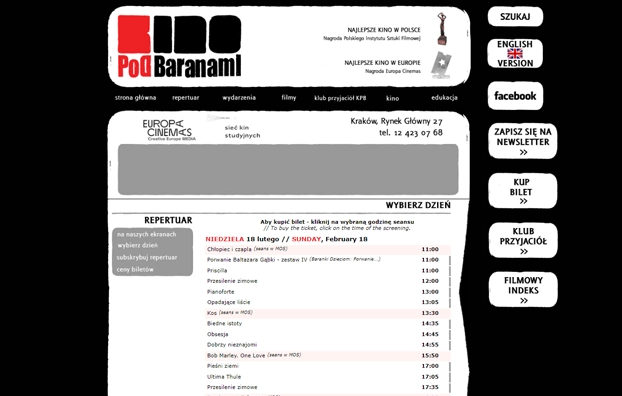 KINO
Pod Baranami
NAJLEPSZE KINO W POLSCE
Nagroda Polskiego Instytutu Sztuki Filmowej
NAJLEPSZE KINO W EUROPIE
Nagroda Europa Cinemas
SZUKAJ
ENGLISH
VERSION
facebook
ZAPISZ SIĘ NA
NEWSLETTER
>>
KUP
BILET
>>
KLUB
PRZYJACIÓŁ
>>
FILMOWY
INDEKS
>>
strona główna repertuar wydarzenia filmy klub przyjaciół KPB kino edukacja
EUROPA
CINEMAS
Creative Europe MEDIA
sieć kin
studyjnych
Kraków, Rynek Główny 27
tel. 12 423 07 68
WYBIERZ DZIEŃ
REPERTUAR
na naszych ekranach
wybierz dzień
subskrybuj repertuar
ceny biletów
Aby kupić bilet - kliknij na wybraną godzinę seansu
// To buy the ticket, click on the time of the screening.
NIEDZIELA 18 lutego // SUNDAY, February 18
Chłopiec i czapla (seans w MOS) 11:00
Porwanie Baltazara Gąbki - zestaw IV (Baranki Dzieciom: Porwanie...) 11:00
Priscilla 11:00
Przesilenie zimowe 12:00
Pianoforte 13:00
Opadające liście 13:05
Kos (seans w MOS) 13:30
Biedne istoty 14:35
Obsesja 14:45
Dobrzy nieznajomi 14:55
Bob Marley. One Love (seans w MOS) 15:50
Pieśni ziemi 17:00
Ultima Thule 17:05
Przesilenie zimowe 17:35